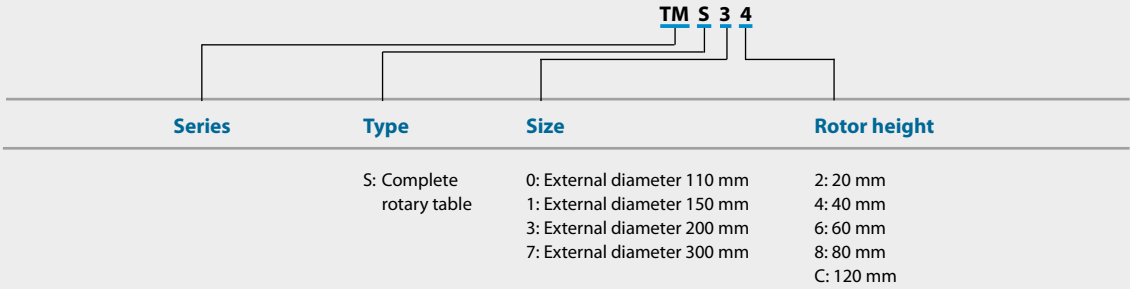 TM S 3 4
Series Type Size Rotor height
S: Complete 0: External diameter 110 mm 2: 20 mm
rotary table 1: External diameter 150 mm 4: 40 mm
3: External diameter 200 mm 6: 60 mm
7: External diameter 300 mm 8: 80 mm
C: 120 mm